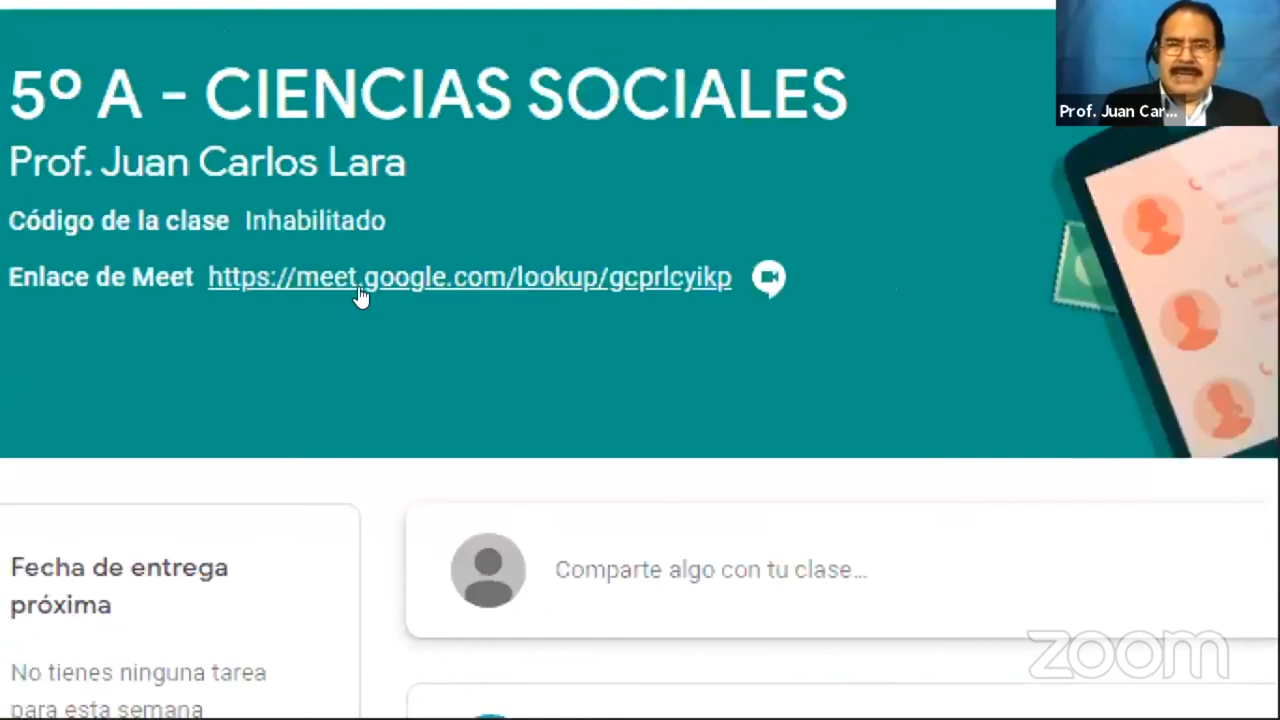 5º A - CIENCIAS SOCIALES
Prof. Juan Carlos Lara
Código de la clase Inhabilitado
Enlace de Meet https://meet.google.com/lookup/gcprlcyikp
Prof. Juan Car...
Fecha de entrega
próxima
No tienes ninguna tarea
para esta semana
Comparte algo con tu clase...
zoom